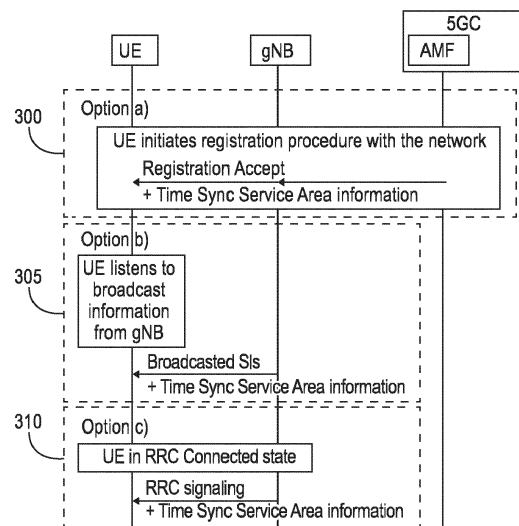 5GC
UE
gNB
AMF
300
Option a)
UE initiates registration procedure with the network
Registration Accept
+ Time Sync Service Area information
305
Option b)
UE listens to
broadcast
information
from gNB
Broadcasted SIs
+ Time Sync Service Area information
310
Option c)
UE in RRC Connected state
RRC signaling
+ Time Sync Service Area information